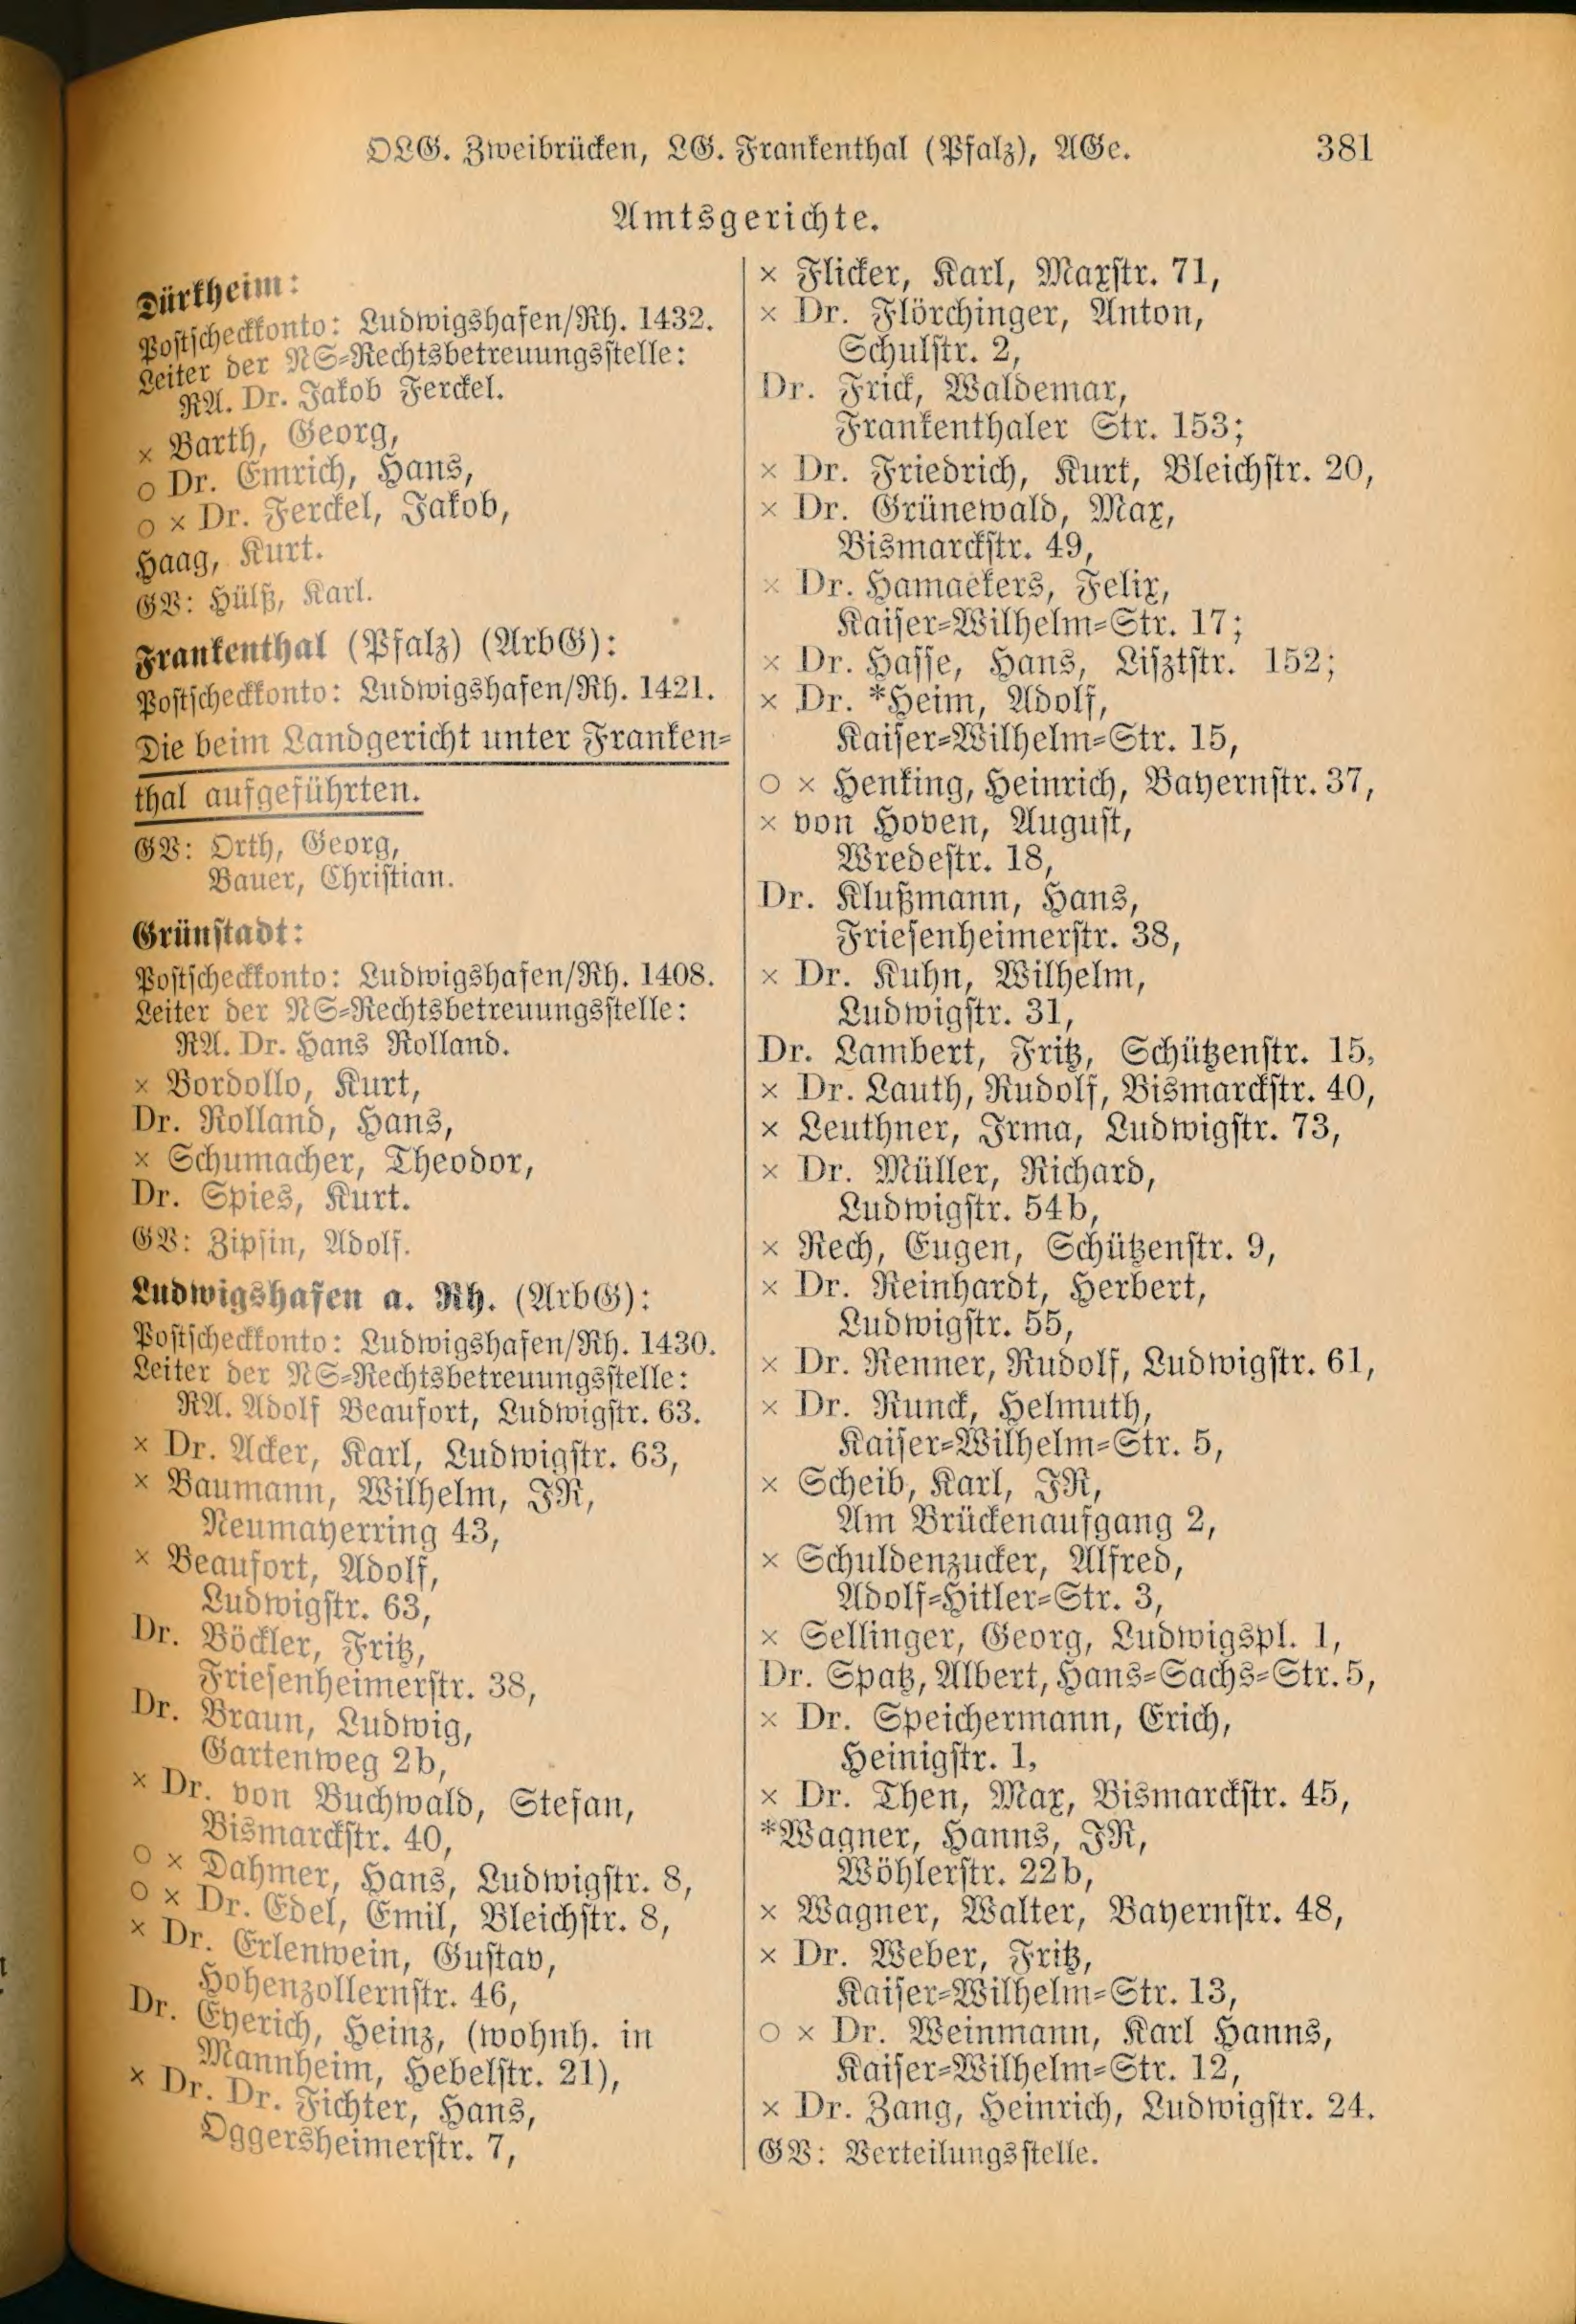 OLG. Zweibrücken, LG. Frankenthal (Pfalz), AGe. 381
Amtsgerichte.
Dürkheim:
Postscheckkonto: Ludwigshafen/Rh. 1432.
Leiter der NS-Rechtsbetreuungsstelle:
RA. Dr. Jakob Ferckel.
× Barth, Georg,
○ Dr. Emrich, Hans,
○ × Dr. Ferckel, Jakob,
Haag, Kurt.
GV: Hülß, Karl.
Frankenthal (Pfalz) (ArbG):
Postscheckkonto: Ludwigshafen/Rh. 1421.
Die beim Landgericht unter Franken-
thal aufgeführten.
GV: Orth, Georg,
Bauer, Christian.
Grünstadt:
Postscheckkonto: Ludwigshafen/Rh. 1408.
Leiter der NS-Rechtsbetreuungsstelle:
RA. Dr. Hans Rolland.
× Bordollo, Kurt,
Dr. Rolland, Hans,
× Schumacher, Theodor,
Dr. Spies, Kurt.
GV: Zipsin, Adolf.
Ludwigshafen a. Rh. (ArbG):
Postscheckkonto: Ludwigshafen/Rh. 1430.
Leiter der NS-Rechtsbetreuungsstelle:
RA. Adolf Beaufort, Ludwigstr. 63.
× Dr. Acker, Karl, Ludwigstr. 63,
× Baumann, Wilhelm, JR,
Neumayerring 43,
× Beaufort, Adolf,
Ludwigstr. 63,
Dr. Böckler, Fritz,
Friesenheimerstr. 38,
Dr. Braun, Ludwig,
Gartenweg 2b,
× Dr. von Buchwald, Stefan,
Bismarckstr. 40,
○ × Dahmer, Hans, Ludwigstr. 8,
○ × Dr. Edel, Emil, Bleichstr. 8,
× Dr. Erlenwein, Gustav,
Hohenzollernstr. 46,
Dr. Eyerich, Heinz, (wohnh. in
Mannheim, Hebelstr. 21),
× Dr. Dr. Fichter, Hans,
Oggersheimerstr. 7,
× Flicker, Karl, Maxstr. 71,
× Dr. Flörchinger, Anton,
Schulstr. 2,
Dr. Frick, Waldemar,
Frankenthaler Str. 153;
× Dr. Friedrich, Kurt, Bleichstr. 20,
× Dr. Grünewald, Max,
Bismarckstr. 49,
× Dr. Hamaekers, Felix,
Kaiser-Wilhelm-Str. 17;
× Dr. Hasse, Hans, Lisztstr. 152;
× Dr. *Heim, Adolf,
Kaiser-Wilhelm-Str. 15,
○ × Henking, Heinrich, Bayernstr. 37,
× von Hoven, August,
Wredestr. 18,
Dr. Klußmann, Hans,
Friesenheimerstr. 38,
× Dr. Kuhn, Wilhelm,
Ludwigstr. 31,
Dr. Lambert, Fritz, Schützenstr. 15,
× Dr. Lauth, Rudolf, Bismarckstr. 40,
× Leuthner, Irma, Ludwigstr. 73,
× Dr. Müller, Richard,
Ludwigstr. 54b,
× Rech, Eugen, Schützenstr. 9,
× Dr. Reinhardt, Herbert,
Ludwigstr. 55,
× Dr. Renner, Rudolf, Ludwigstr. 61,
× Dr. Runck, Helmuth,
Kaiser-Wilhelm-Str. 5,
× Scheib, Karl, JR,
Am Brückenaufgang 2,
× Schuldenzucker, Alfred,
Adolf-Hitler-Str. 3,
× Sellinger, Georg, Ludwigspl. 1,
Dr. Spatz, Albert, Hans-Sachs-Str. 5,
× Dr. Speichermann, Erich,
Heinigstr. 1,
× Dr. Then, Max, Bismarckstr. 45,
*Wagner, Hanns, JR,
Wöhlerstr. 22b,
× Wagner, Walter, Bayernstr. 48,
× Dr. Weber, Fritz,
Kaiser-Wilhelm-Str. 13,
○ × Dr. Weinmann, Karl Hanns,
Kaiser-Wilhelm-Str. 12,
× Dr. Zang, Heinrich, Ludwigstr. 24.
GV: Verteilungsstelle.